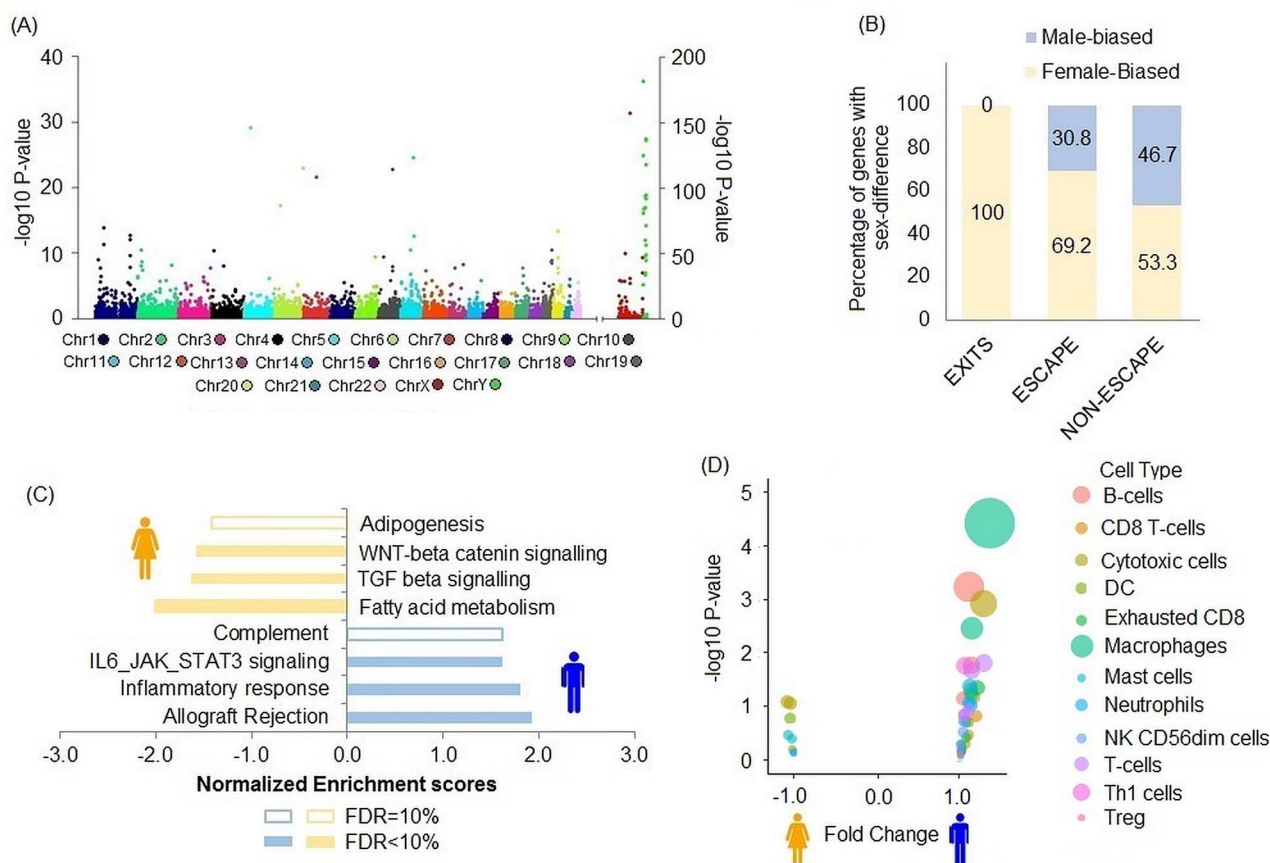 (A)
40
30
20
10
0
-log10 P-value
200
150
100
50
0
-log10 P-value
Chr1 Chr2 Chr3 Chr4 Chr5 Chr6 Chr7 Chr8 Chr9 Chr10
Chr11 Chr12 Chr13 Chr14 Chr15 Chr16 Chr17 Chr18 Chr19
Chr20 Chr21 Chr22 ChrX ChrY
(B)
Male-biased
Female-Biased
Percentage of genes with
sex-difference
100
80
60
40
20
0
0
100
30.8
69.2
46.7
53.3
EXITS
ESCAPE
NON-ESCAPE
(C)
Adipogenesis
WNT-beta catenin signalling
TGF beta signalling
Fatty acid metabolism
Complement
IL6_JAK_STAT3 signaling
Inflammatory response
Allograft Rejection
-3.0 -2.0 -1.0 0.0 1.0 2.0 3.0
Normalized Enrichment scores
FDR=10%
FDR<10%
(D)
-log10 P-value
5
4
3
2
1
0
-1.0 0.0 1.0
Fold Change
Cell Type
B-cells
CD8 T-cells
Cytotoxic cells
DC
Exhausted CD8
Macrophages
Mast cells
Neutrophils
NK CD56dim cells
T-cells
Th1 cells
Treg